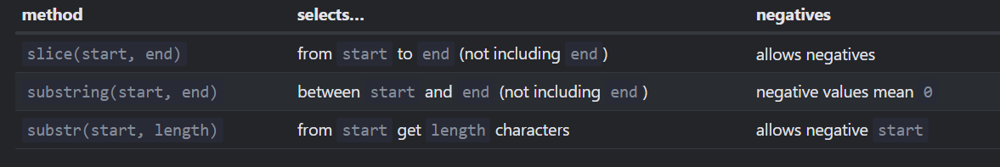 method selects… negatives
slice(start, end) from start to end (not including end) allows negatives
substring(start, end) between start and end (not including end) negative values mean 0
substr(start, length) from start get length characters allows negative start